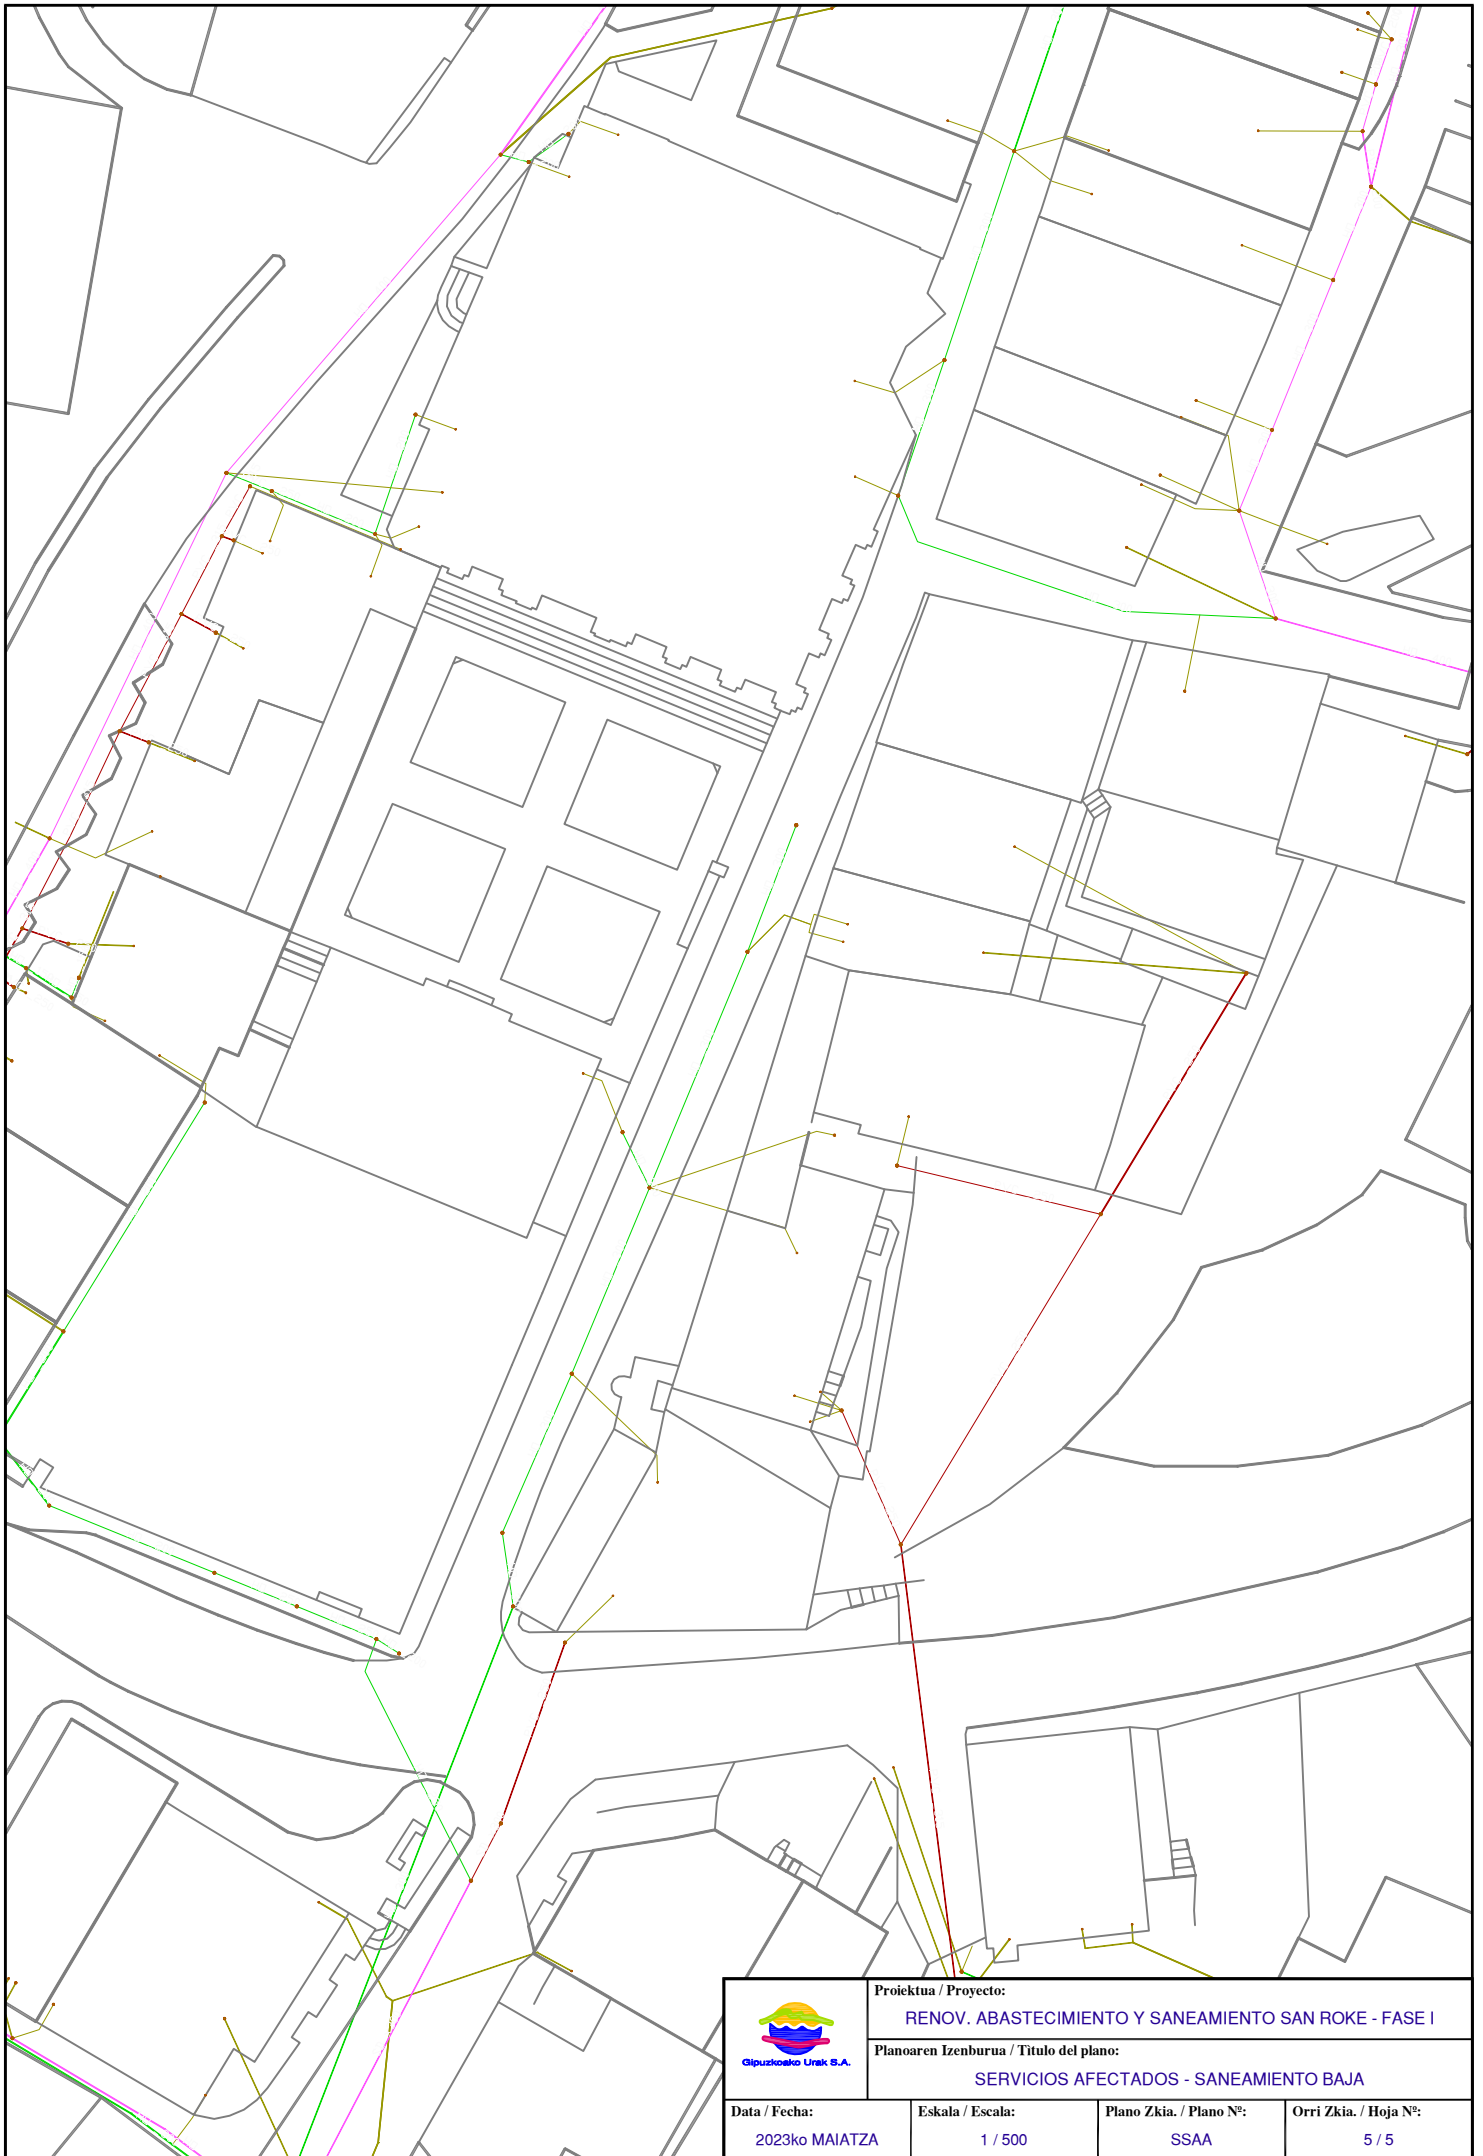 Proiektua / Proyecto:
RENOV. ABASTECIMIENTO Y SANEAMIENTO SAN ROKE - FASE I
Planoaren Izenburua / Título del plano:
SERVICIOS AFECTADOS - SANEAMIENTO BAJA
Gipuzkoako Urak S.A.
Data / Fecha:
2023ko MAIATZA
Eskala / Escala:
1 / 500
Plano Zkia. / Plano Nº:
SSAA
Orri Zkia. / Hoja Nº:
5 / 5